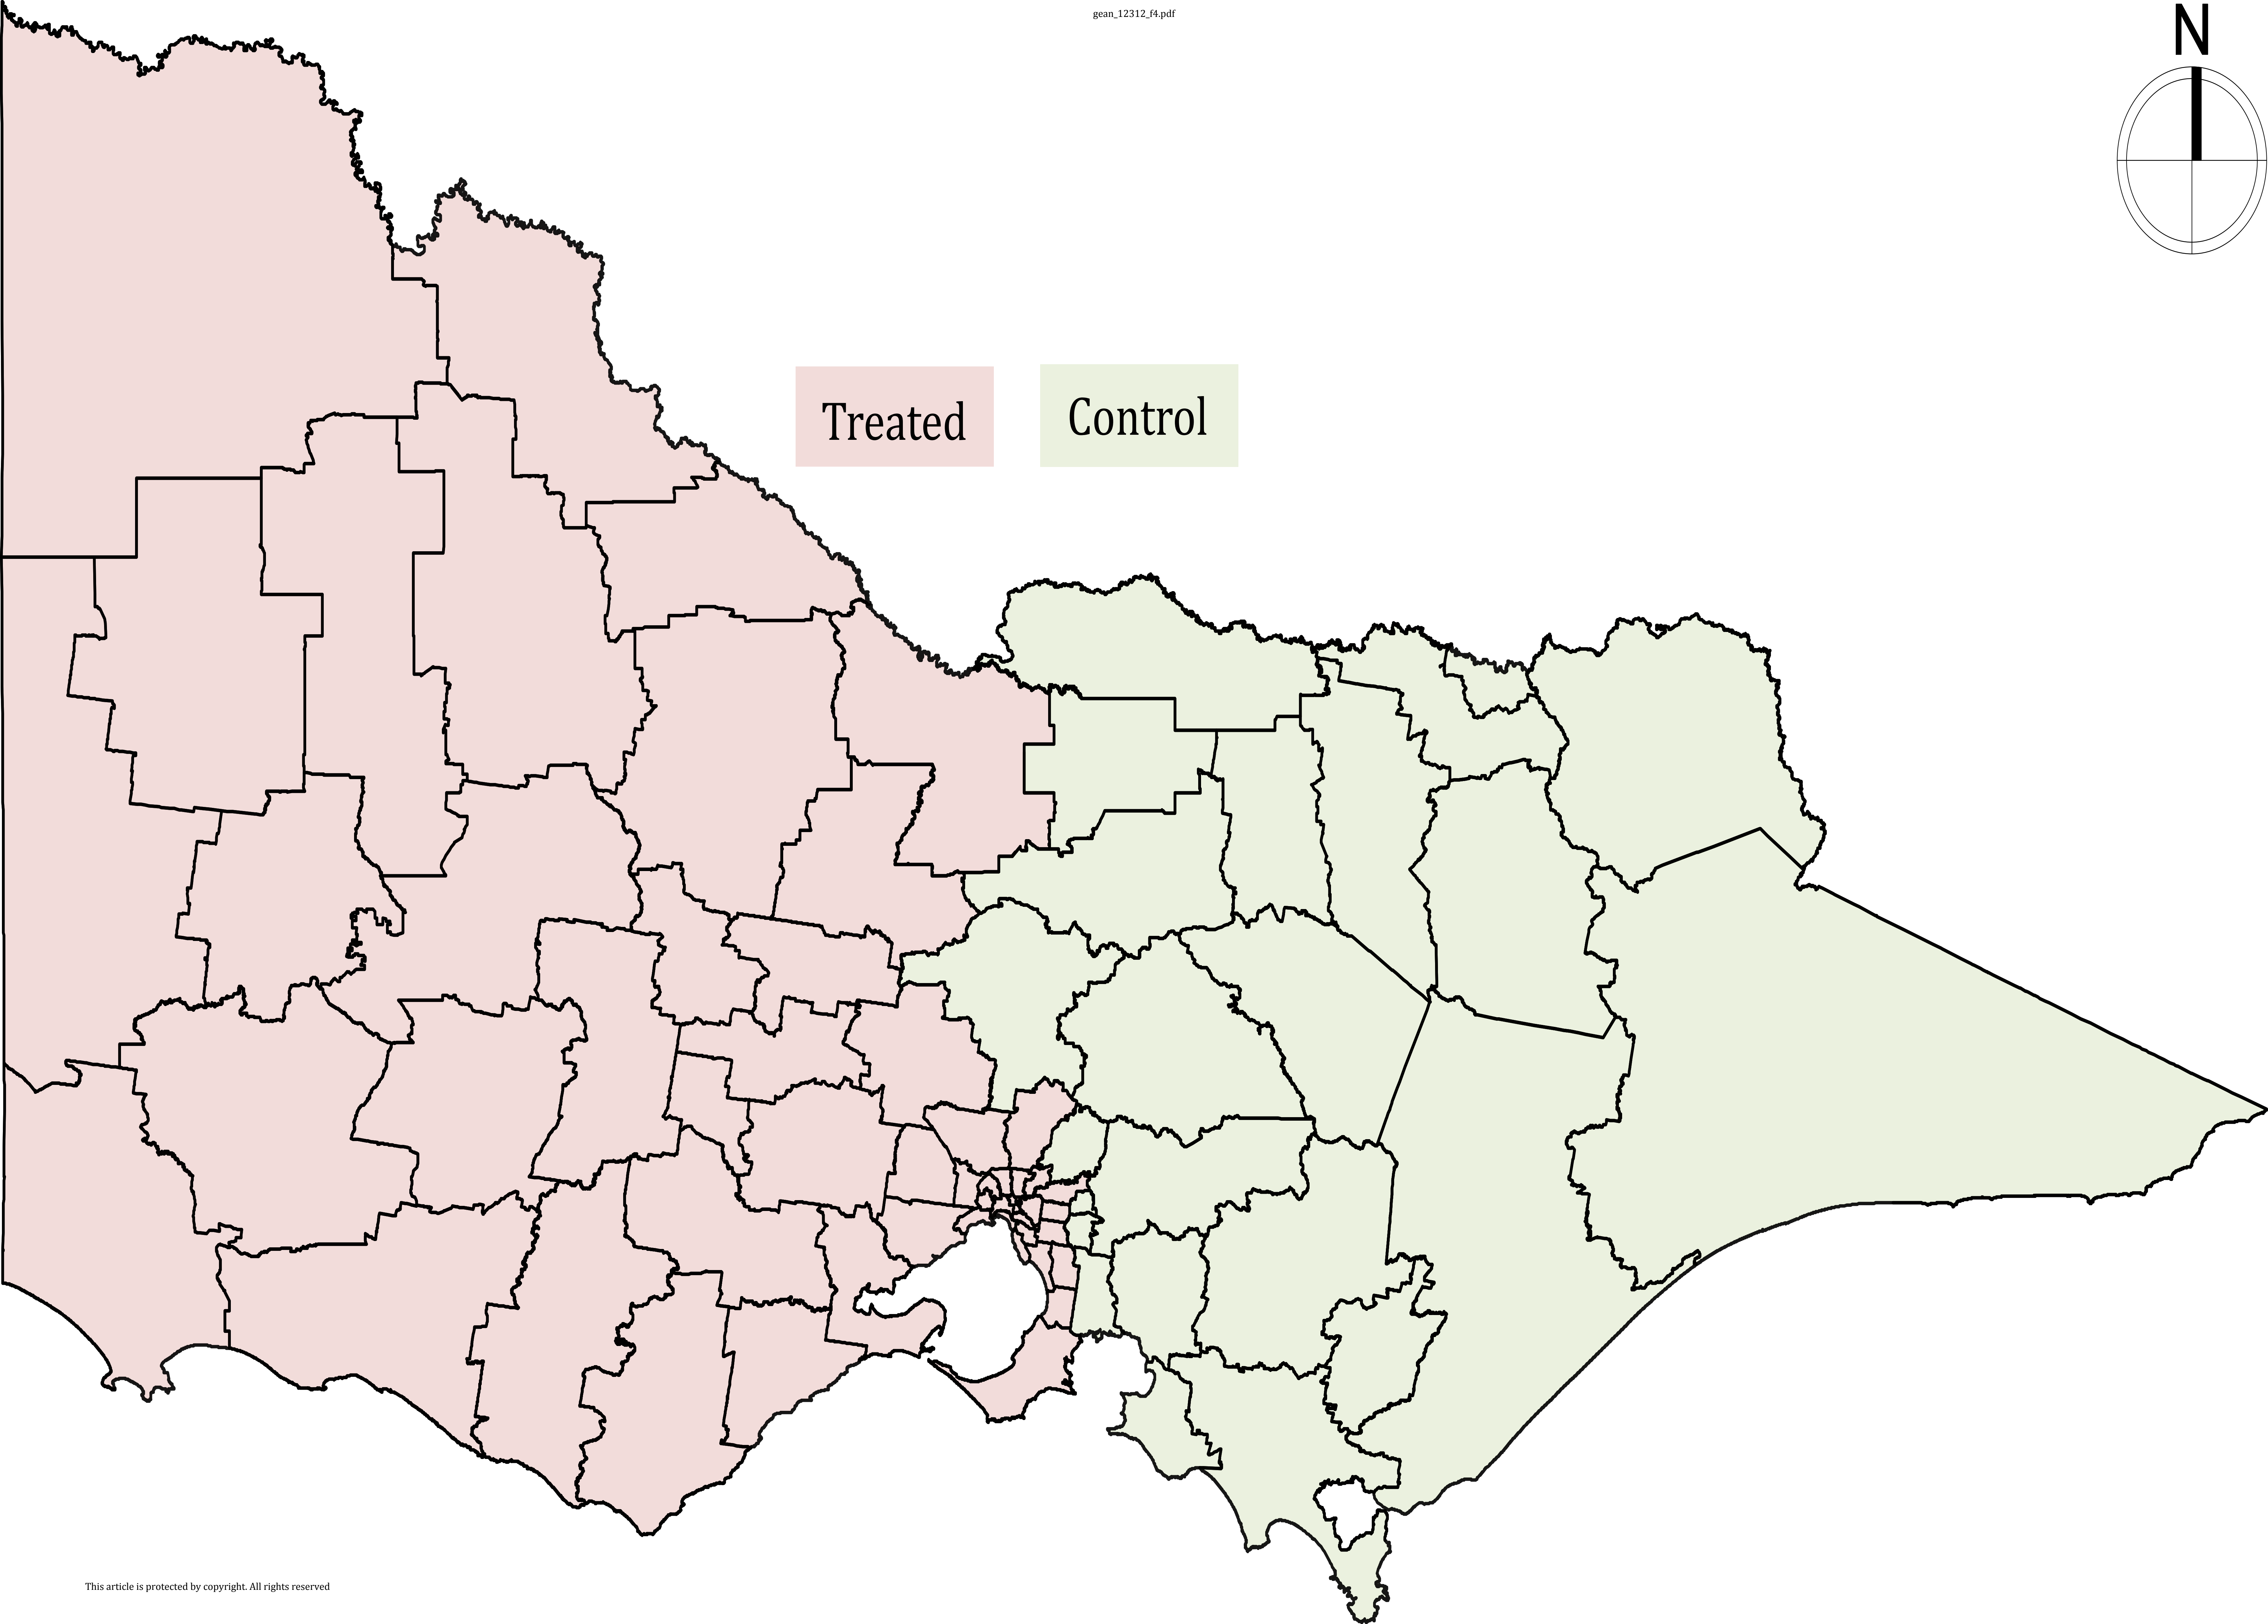 gean_12312_f4.pdf
N
Treated
Control
This article is protected by copyright. All rights reserved